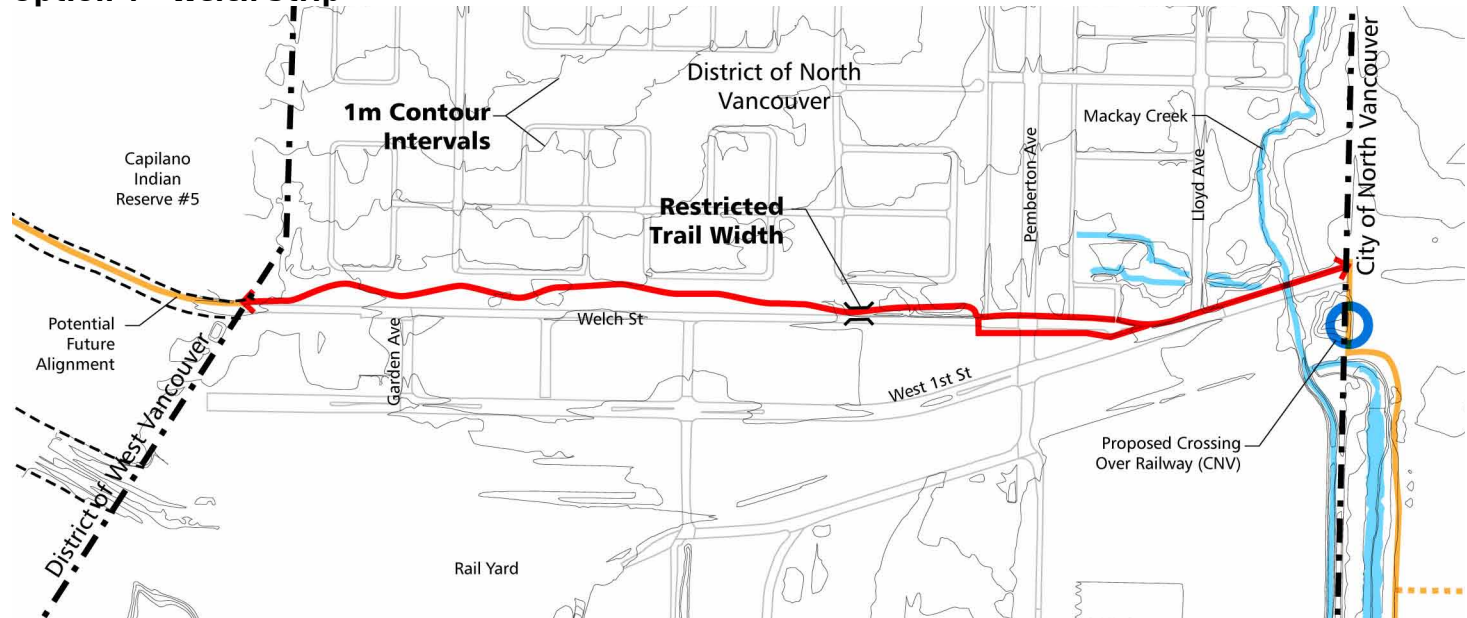 District of North
Vancouver
1m Contour
Intervals
Mackay Creek
City of North Vancouver
Capilano
Indian
Reserve #5
Lloyd Ave
Pemberton Ave
Restricted
Trail Width
Potential
Future
Alignment
Welch St
Garden Ave
West 1st St
District of West Vancouver
Proposed Crossing
Over Railway (CNV)
Rail Yard